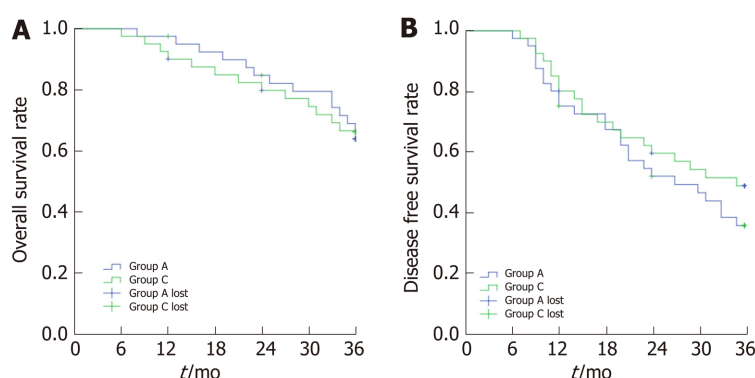 A
Overall survival rate
1.0
0.8
0.6
0.4
0.2
0.0
Group A
Group C
Group A lost
Group C lost
0 6 12 18 24 30 36
t/mo
B
Disease free survival rate
1.0
0.8
0.6
0.4
0.2
0.0
Group A
Group C
Group A lost
Group C lost
0 6 12 18 24 30 36
t/mo